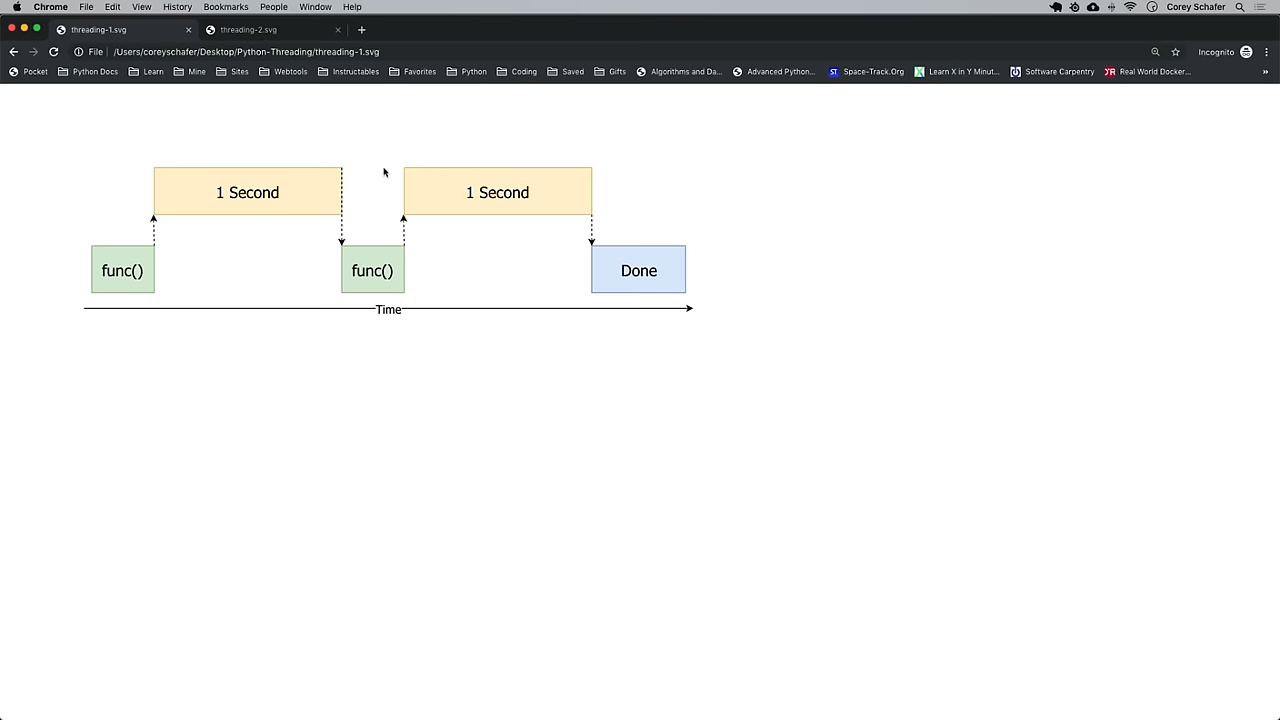 Chrome File Edit View History Bookmarks People Window Help Corey Schafer
threading-1.svg threading-2.svg
File /Users/coreyschafer/Desktop/Python-Threading/threading-1.svg Incognito
Pocket Python Docs Learn Mine Sites Webtools Instructables Favorites Python Coding Saved Gifts Algorithms and Da... Advanced Python... ST Space-Track.Org Learn X in Y Minut... Software Carpentry Real World Docker... »
1 Second 1 Second
func() func() Done
Time